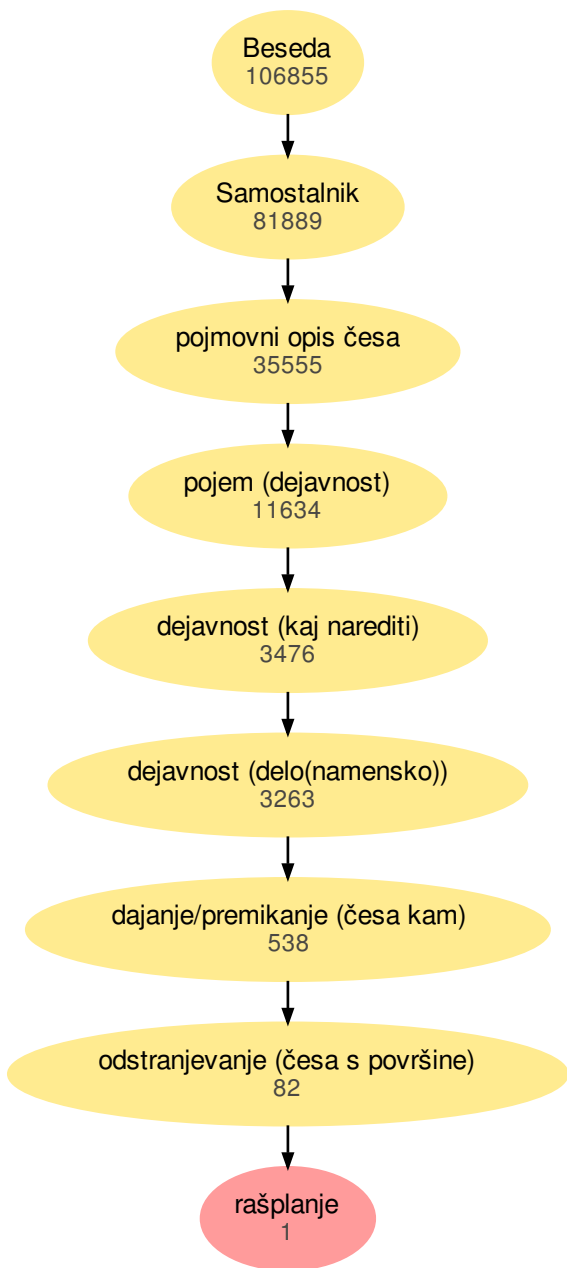 Beseda
106855
Samostalnik
81889
pojmovni opis česa
35555
pojem (dejavnost)
11634
dejavnost (kaj narediti)
3476
dejavnost (delo(namensko))
3263
dajanje/premikanje (česa kam)
538
odstranjevanje (česa s površine)
82
rašplanje
1